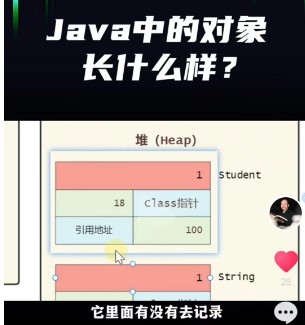 Java中的对象
长什么样？
堆（Heap）
1 Student
18 Class指针
引用地址 100
1 String
28
它里面有没有去记录